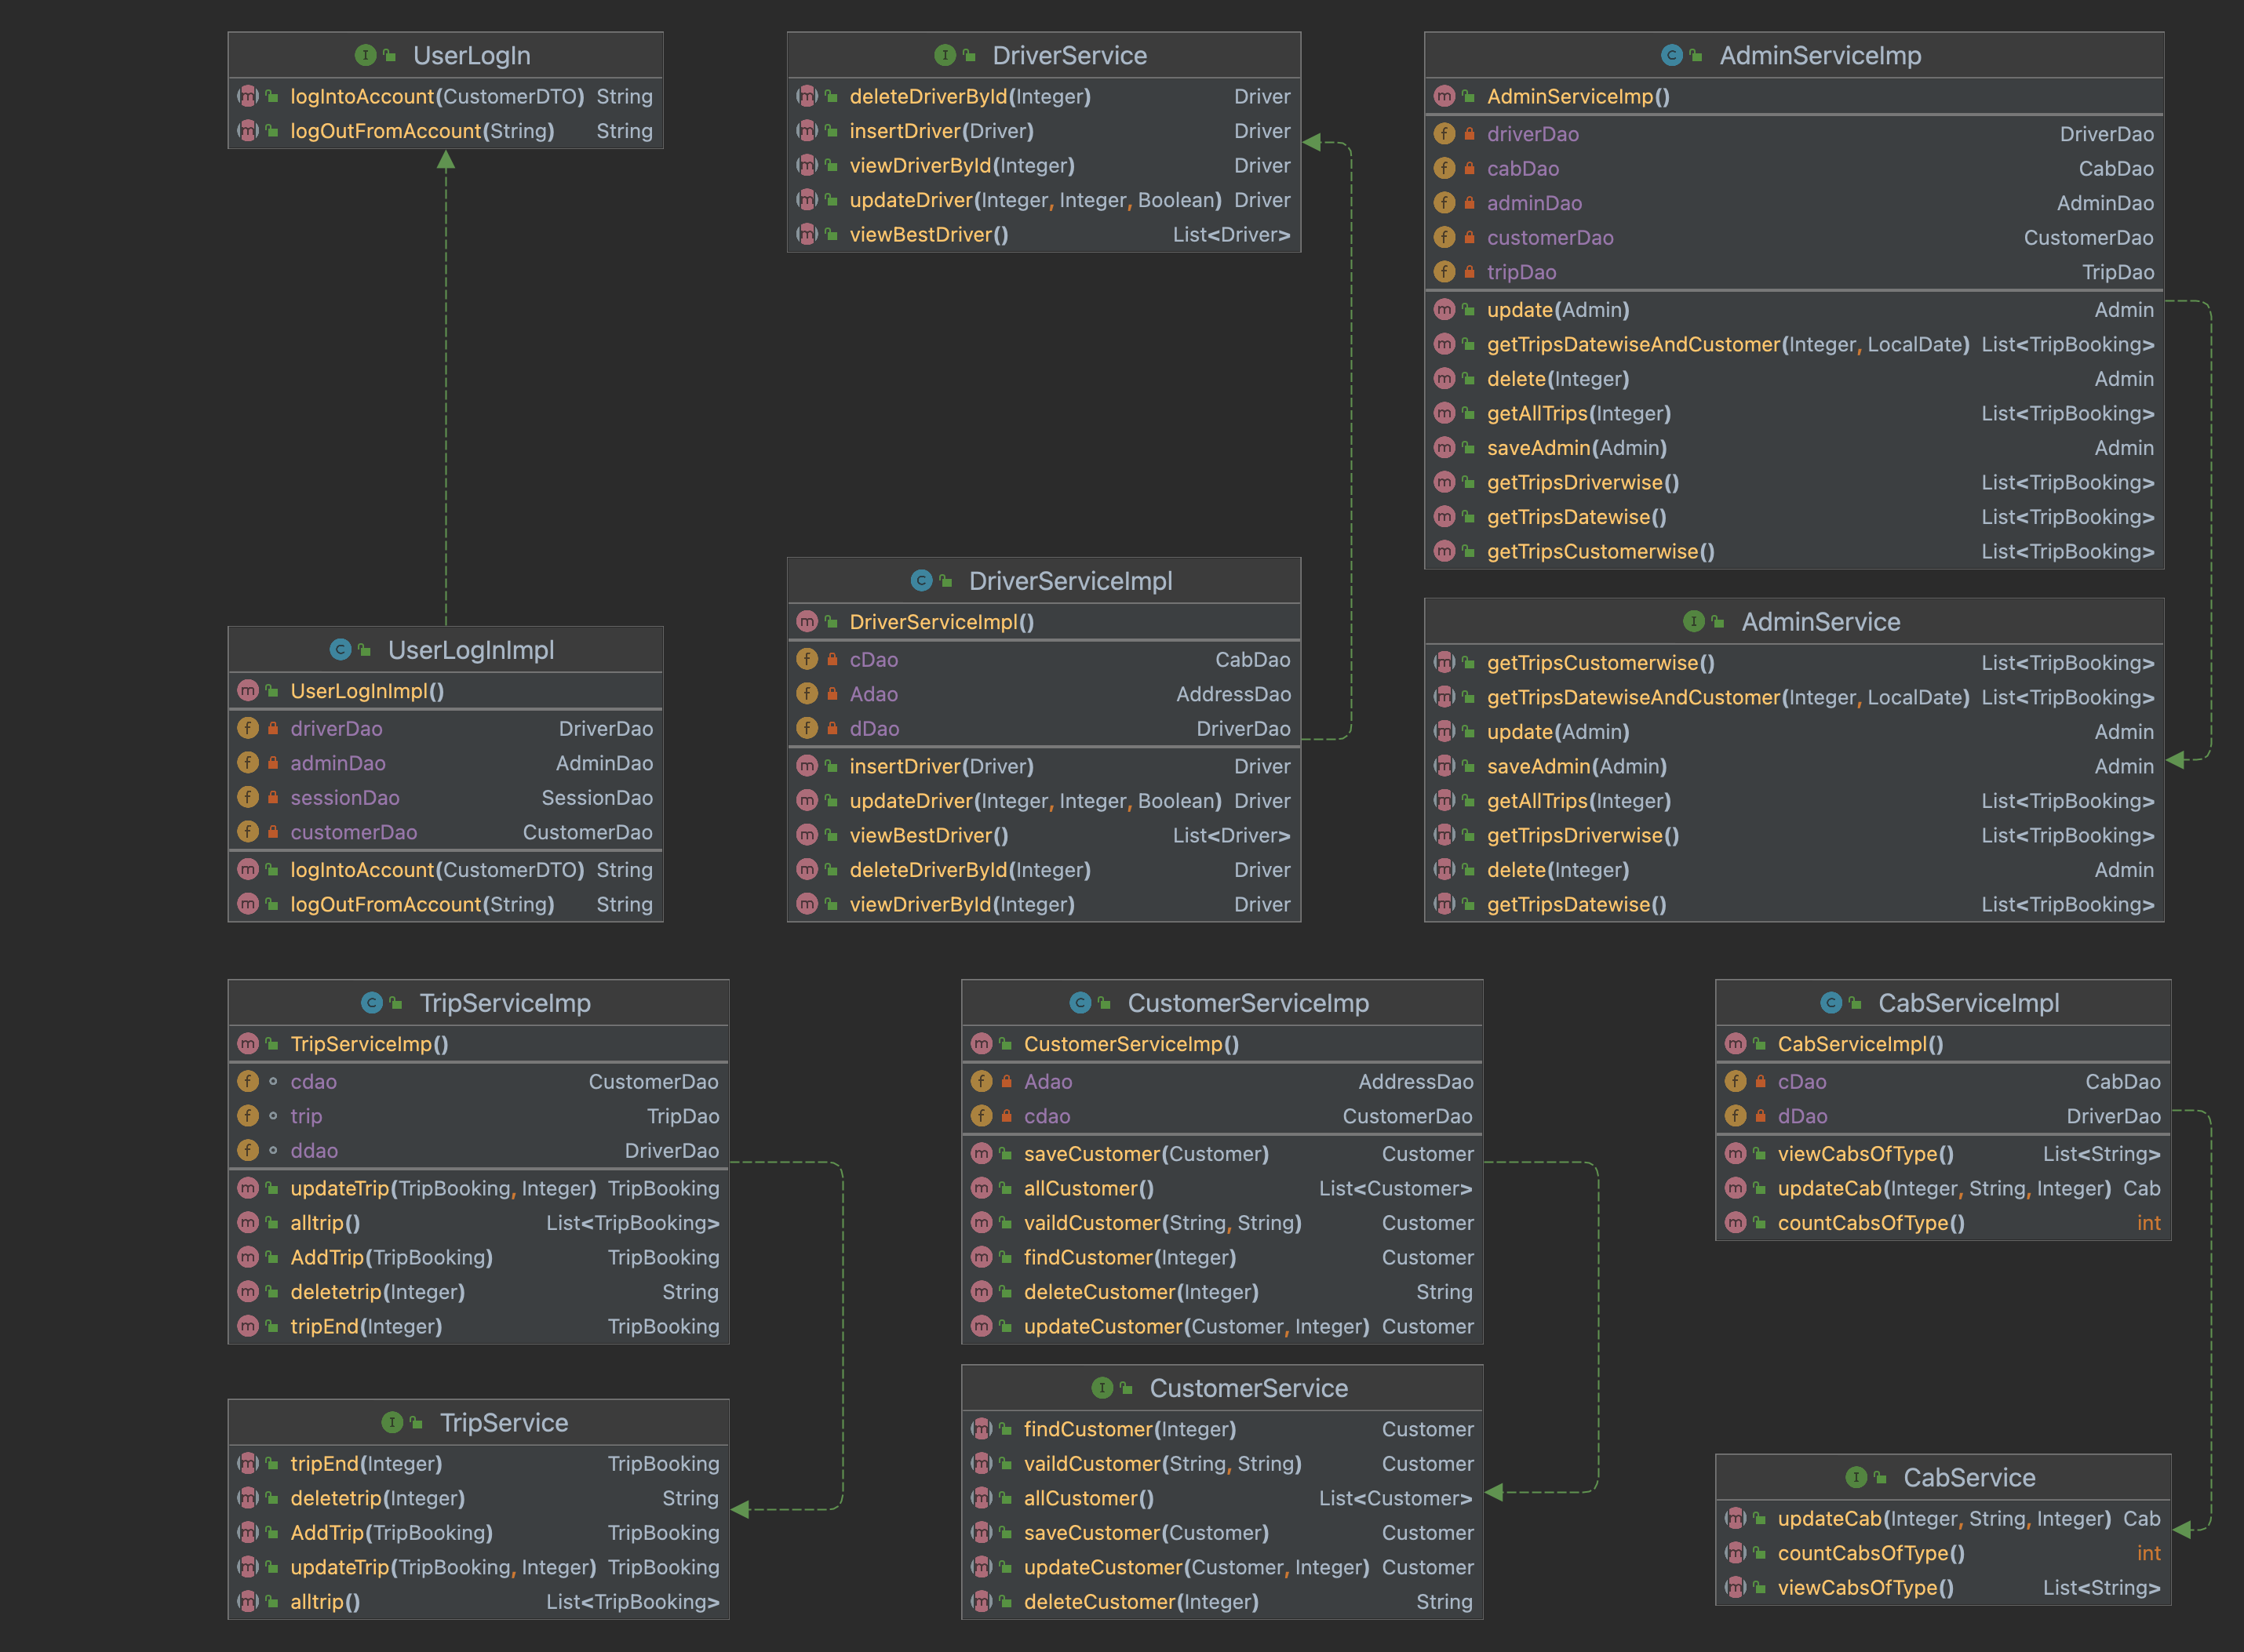 UserLogIn
logIntoAccount(CustomerDTO) String
logOutFromAccount(String) String
DriverService
deleteDriverById(Integer) Driver
insertDriver(Driver) Driver
viewDriverById(Integer) Driver
updateDriver(Integer, Integer, Boolean) Driver
viewBestDriver() List<Driver>
AdminServiceImp
AdminServiceImp()
driverDao DriverDao
cabDao CabDao
adminDao AdminDao
customerDao CustomerDao
tripDao TripDao
update(Admin) Admin
getTripsDatewiseAndCustomer(Integer, LocalDate) List<TripBooking>
delete(Integer) Admin
getAllTrips(Integer) List<TripBooking>
saveAdmin(Admin) Admin
getTripsDriverwise() List<TripBooking>
getTripsDatewise() List<TripBooking>
getTripsCustomerwise() List<TripBooking>
UserLogInImpl
UserLogInImpl()
driverDao DriverDao
adminDao AdminDao
sessionDao SessionDao
customerDao CustomerDao
logIntoAccount(CustomerDTO) String
logOutFromAccount(String) String
DriverServiceImpl
DriverServiceImpl()
cDao CabDao
Adao AddressDao
dDao DriverDao
insertDriver(Driver) Driver
updateDriver(Integer, Integer, Boolean) Driver
viewBestDriver() List<Driver>
deleteDriverById(Integer) Driver
viewDriverById(Integer) Driver
AdminService
getTripsCustomerwise() List<TripBooking>
getTripsDatewiseAndCustomer(Integer, LocalDate) List<TripBooking>
update(Admin) Admin
saveAdmin(Admin) Admin
getAllTrips(Integer) List<TripBooking>
getTripsDriverwise() List<TripBooking>
delete(Integer) Admin
getTripsDatewise() List<TripBooking>
TripServiceImp
TripServiceImp()
cdao CustomerDao
trip TripDao
ddao DriverDao
updateTrip(TripBooking, Integer) TripBooking
alltrip() List<TripBooking>
AddTrip(TripBooking) TripBooking
deletetrip(Integer) String
tripEnd(Integer) TripBooking
CustomerServiceImp
CustomerServiceImp()
Adao AddressDao
cdao CustomerDao
saveCustomer(Customer) Customer
allCustomer() List<Customer>
vaildCustomer(String, String) Customer
findCustomer(Integer) Customer
deleteCustomer(Integer) String
updateCustomer(Customer, Integer) Customer
CabServiceImpl
CabServiceImpl()
cDao CabDao
dDao DriverDao
viewCabsOfType() List<String>
updateCab(Integer, String, Integer) Cab
countCabsOfType() int
TripService
tripEnd(Integer) TripBooking
deletetrip(Integer) String
AddTrip(TripBooking) TripBooking
updateTrip(TripBooking, Integer) TripBooking
alltrip() List<TripBooking>
CustomerService
findCustomer(Integer) Customer
vaildCustomer(String, String) Customer
allCustomer() List<Customer>
saveCustomer(Customer) Customer
updateCustomer(Customer, Integer) Customer
deleteCustomer(Integer) String
CabService
updateCab(Integer, String, Integer) Cab
countCabsOfType() int
viewCabsOfType() List<String>